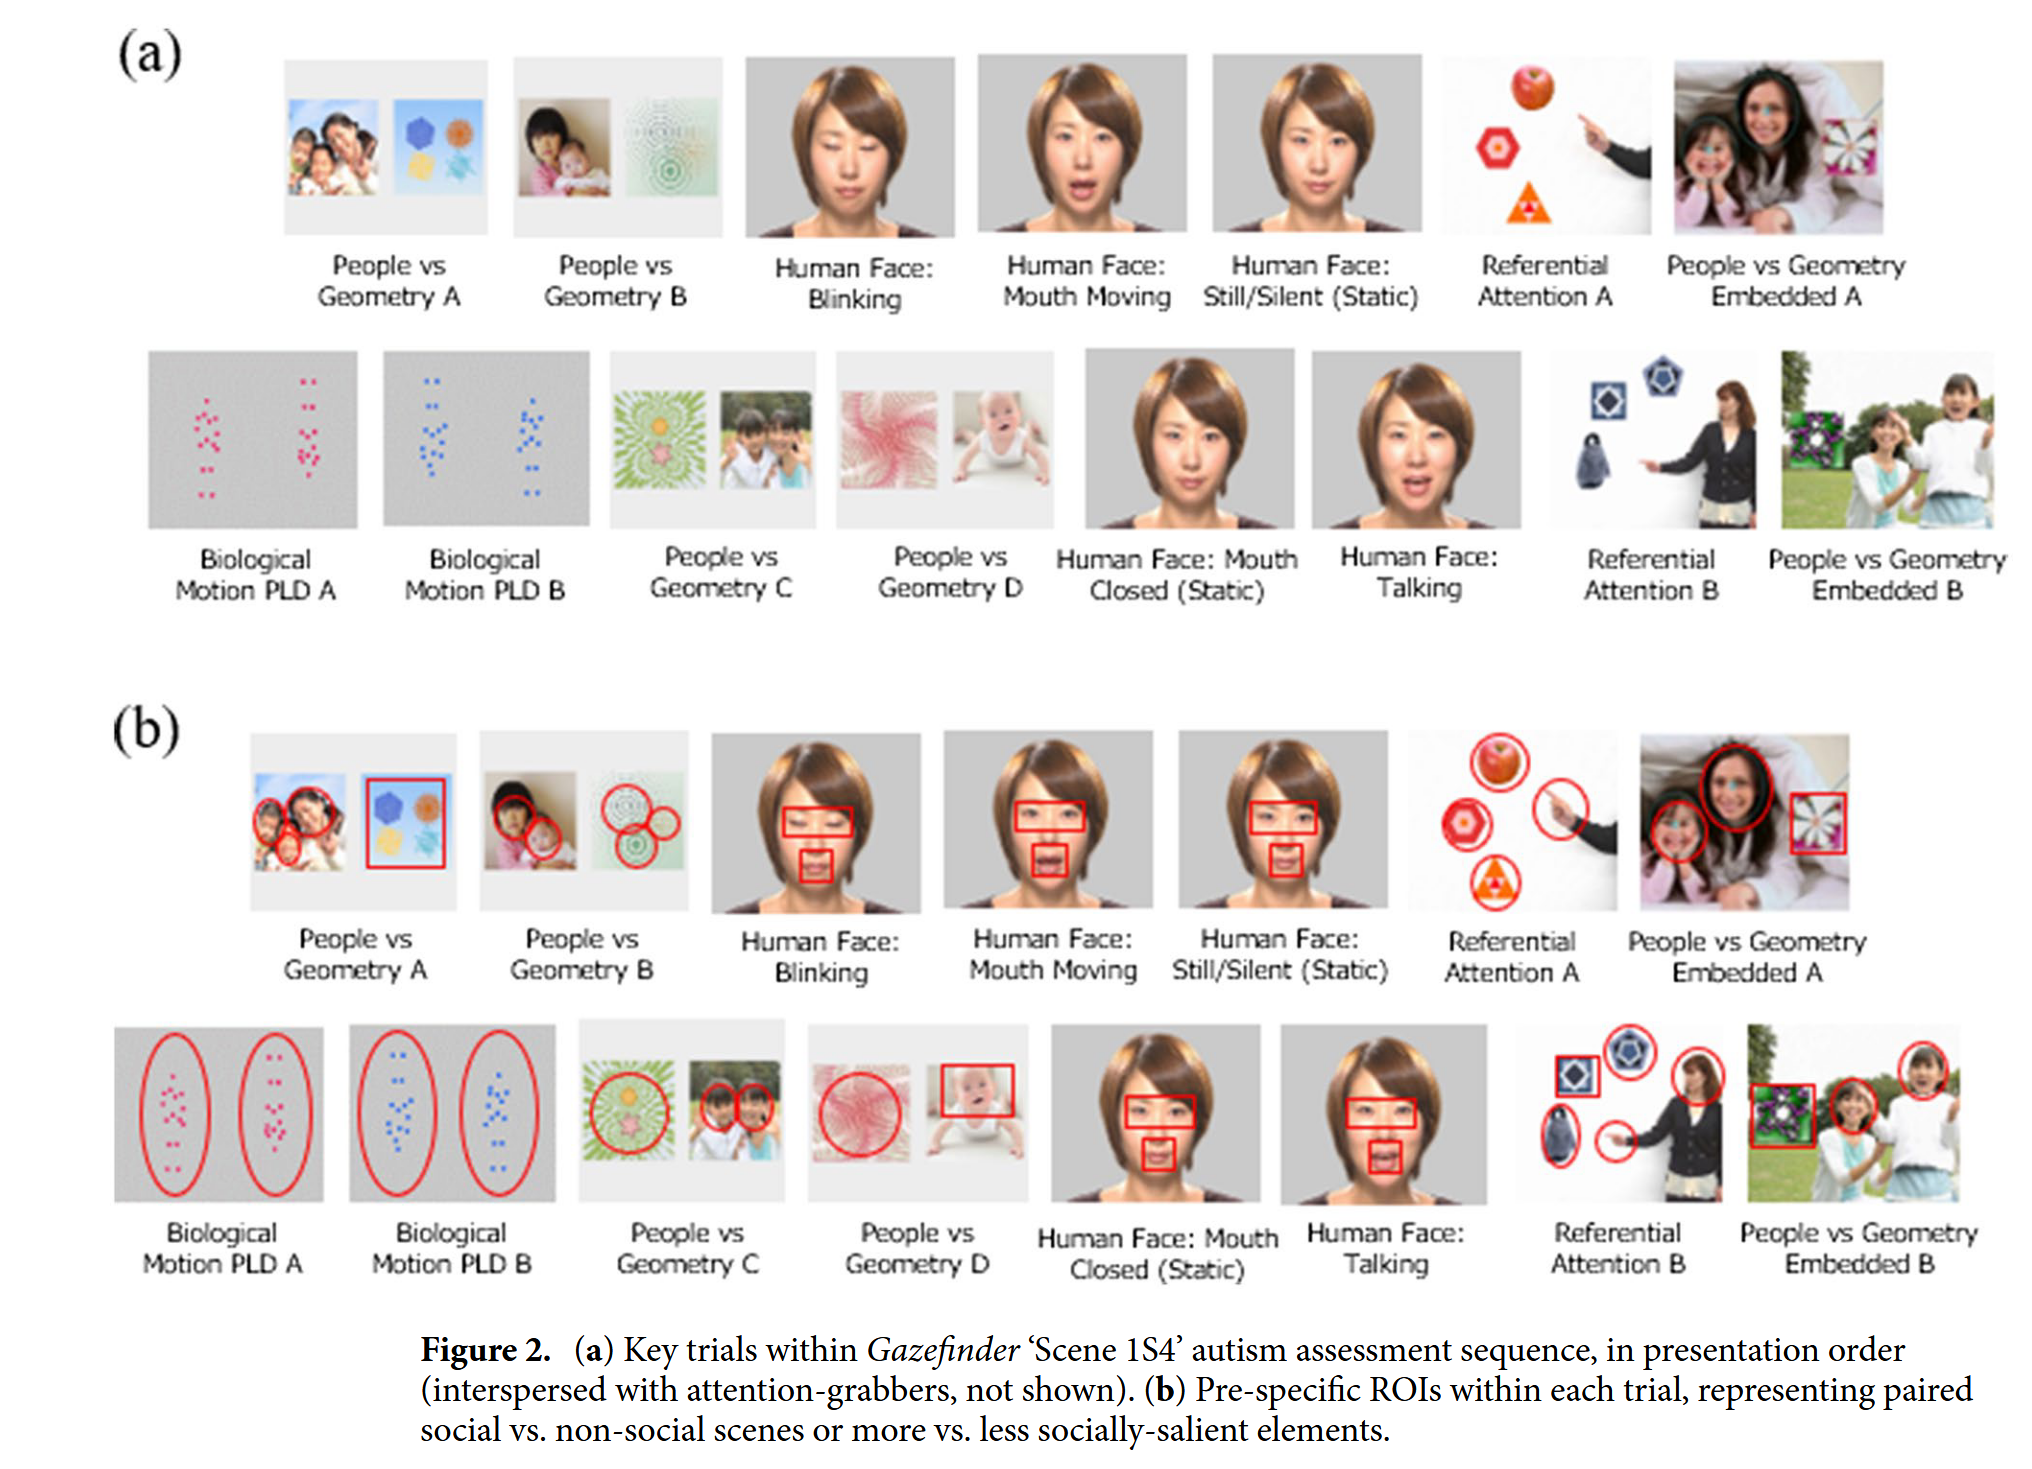 (a)
People vs
Geometry A
People vs
Geometry B
Human Face:
Blinking
Human Face:
Mouth Moving
Human Face:
Still/Silent (Static)
Referential
Attention A
People vs Geometry
Embedded A
Biological
Motion PLD A
Biological
Motion PLD B
People vs
Geometry C
People vs
Geometry D
Human Face: Mouth
Closed (Static)
Human Face:
Talking
Referential
Attention B
People vs Geometry
Embedded B
(b)
People vs
Geometry A
People vs
Geometry B
Human Face:
Blinking
Human Face:
Mouth Moving
Human Face:
Still/Silent (Static)
Referential
Attention A
People vs Geometry
Embedded A
Biological
Motion PLD A
Biological
Motion PLD B
People vs
Geometry C
People vs
Geometry D
Human Face: Mouth
Closed (Static)
Human Face:
Talking
Referential
Attention B
People vs Geometry
Embedded B
Figure 2. (a) Key trials within Gazefinder ‘Scene 1S4’ autism assessment sequence, in presentation order
(interspersed with attention-grabbers, not shown). (b) Pre-specific ROIs within each trial, representing paired
social vs. non-social scenes or more vs. less socially-salient elements.